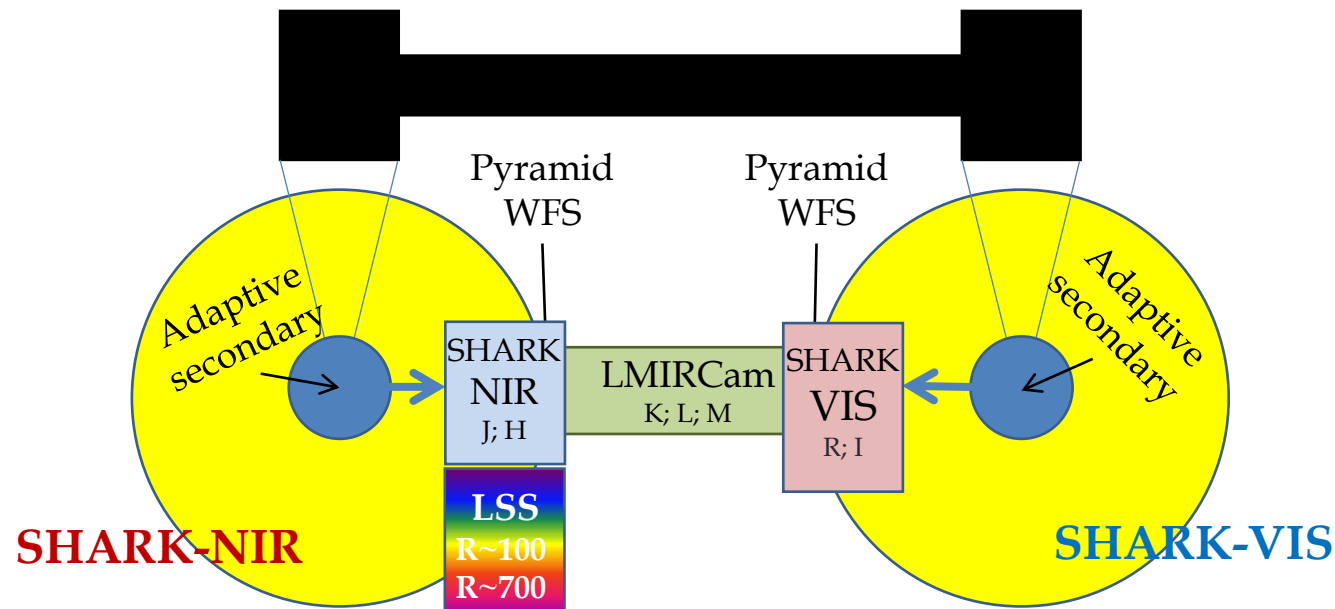 Pyramid
WFS
Pyramid
WFS
Adaptive
secondary
Adaptive
secondary
SHARK
NIR
J; H
LMIRCam
K; L; M
SHARK
VIS
R; I
LSS
R~100
R~700
SHARK-NIR
SHARK-VIS